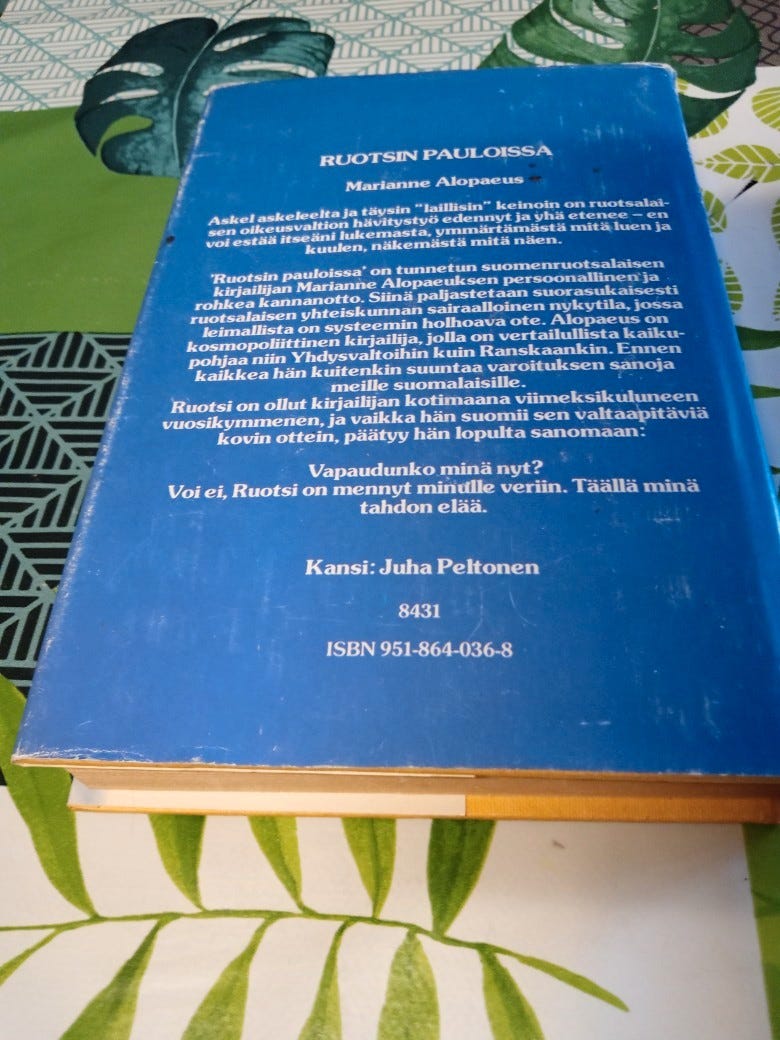 RUOTSIN PAULOISSA
Marianne Alopaeus
Askel askeleelta ja täysin "laillisin" keinoin on ruotsalai-
sen oikeusvaltion hävitystyö edennyt ja yhä etenee – en
voi estää itseäni lukemasta, ymmärtämästä mitä luen ja
kuulen, näkemästä mitä näen.
'Ruotsin pauloissa' on tunnetun suomenruotsalaisen
kirjailijan Marianne Alopaeuksen persoonallinen ja
rohkea kannanotto. Siinä paljastetaan suorasukaisesti
ruotsalaisen yhteiskunnan sairaalloinen nykytila, jossa
leimallista on systeemin holhoava ote. Alopaeus on
kosmopoliittinen kirjailija, jolla on vertailullista kaiku-
pohjaa niin Yhdysvaltoihin kuin Ranskaankin. Ennen
kaikkea hän kuitenkin suuntaa varoituksen sanoja
meille suomalaisille.
Ruotsi on ollut kirjailijan kotimaana viimeksikuluneen
vuosikymmenen, ja vaikka hän suomii sen valtaapitäviä
kovin ottein, päätyy hän lopulta sanomaan:
Vapaudunko minä nyt?
Voi ei, Ruotsi on mennyt minulle veriin. Täällä minä
tahdon elää.
Kansi: Juha Peltonen
8431
ISBN 951-864-036-8